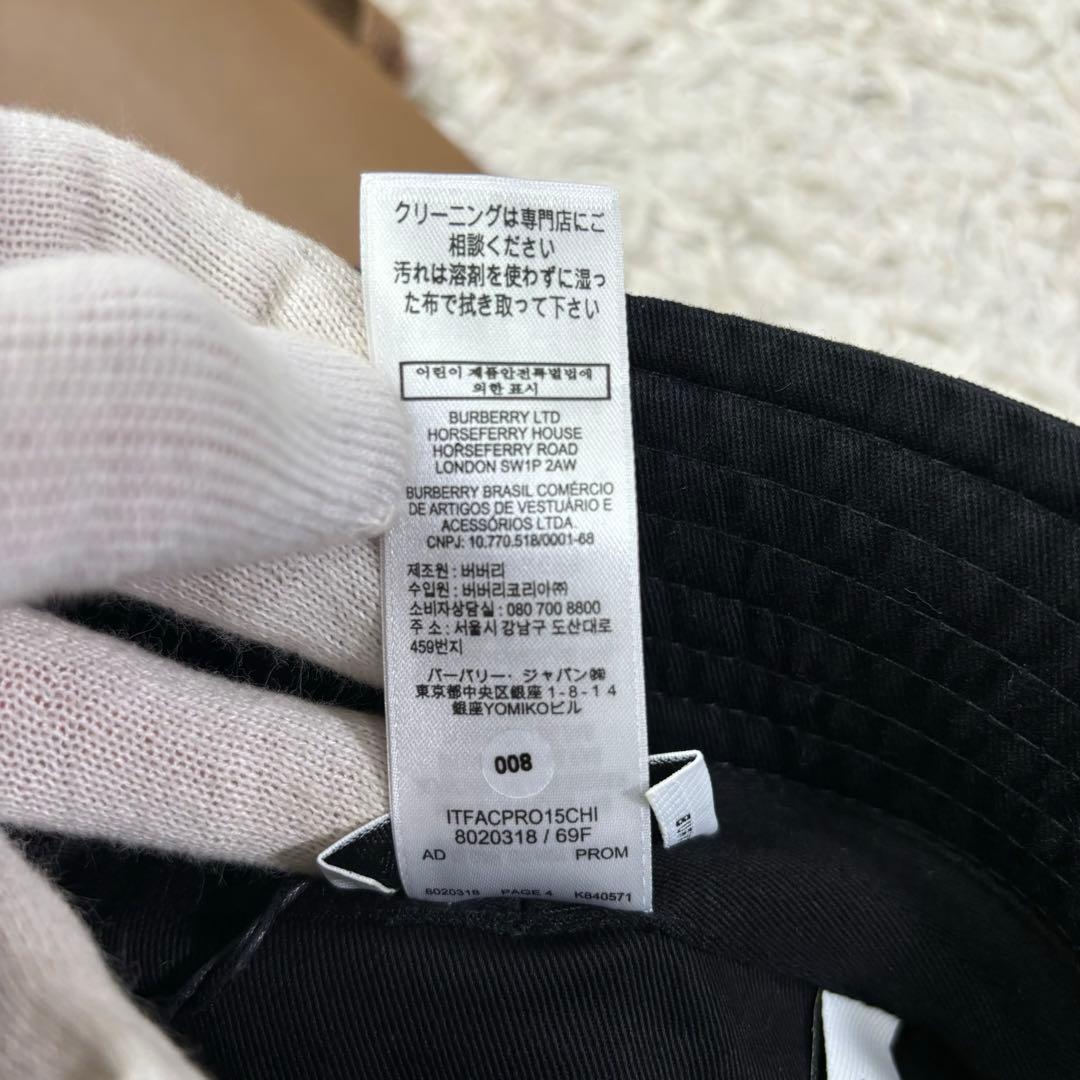 クリーニングは専門店にご
相談ください
汚れは溶剤を使わずに湿っ
た布で拭き取って下さい
어린이 제품안전특별법에
의한 표시
BURBERRY LTD
HORSEFERRY HOUSE
HORSEFERRY ROAD
LONDON SW1P 2AW
BURBERRY BRASIL COMÉRCIO
DE ARTIGOS DE VESTUÁRIO E
ACESSÓRIOS LTDA.
CNPJ: 10.770.518/0001-68
제조원 : 버버리
수입원 : 버버리코리아㈜
소비자상담실 : 080 700 8800
주 소 : 서울시 강남구 도산대로
459번지
バーバリー・ジャパン㈱
東京都中央区銀座1-8-14
銀座YOMIKOビル
008
ITFACPRO15CHI
8020318 / 69F
AD PROM
8020318 PAGE 4 K840571